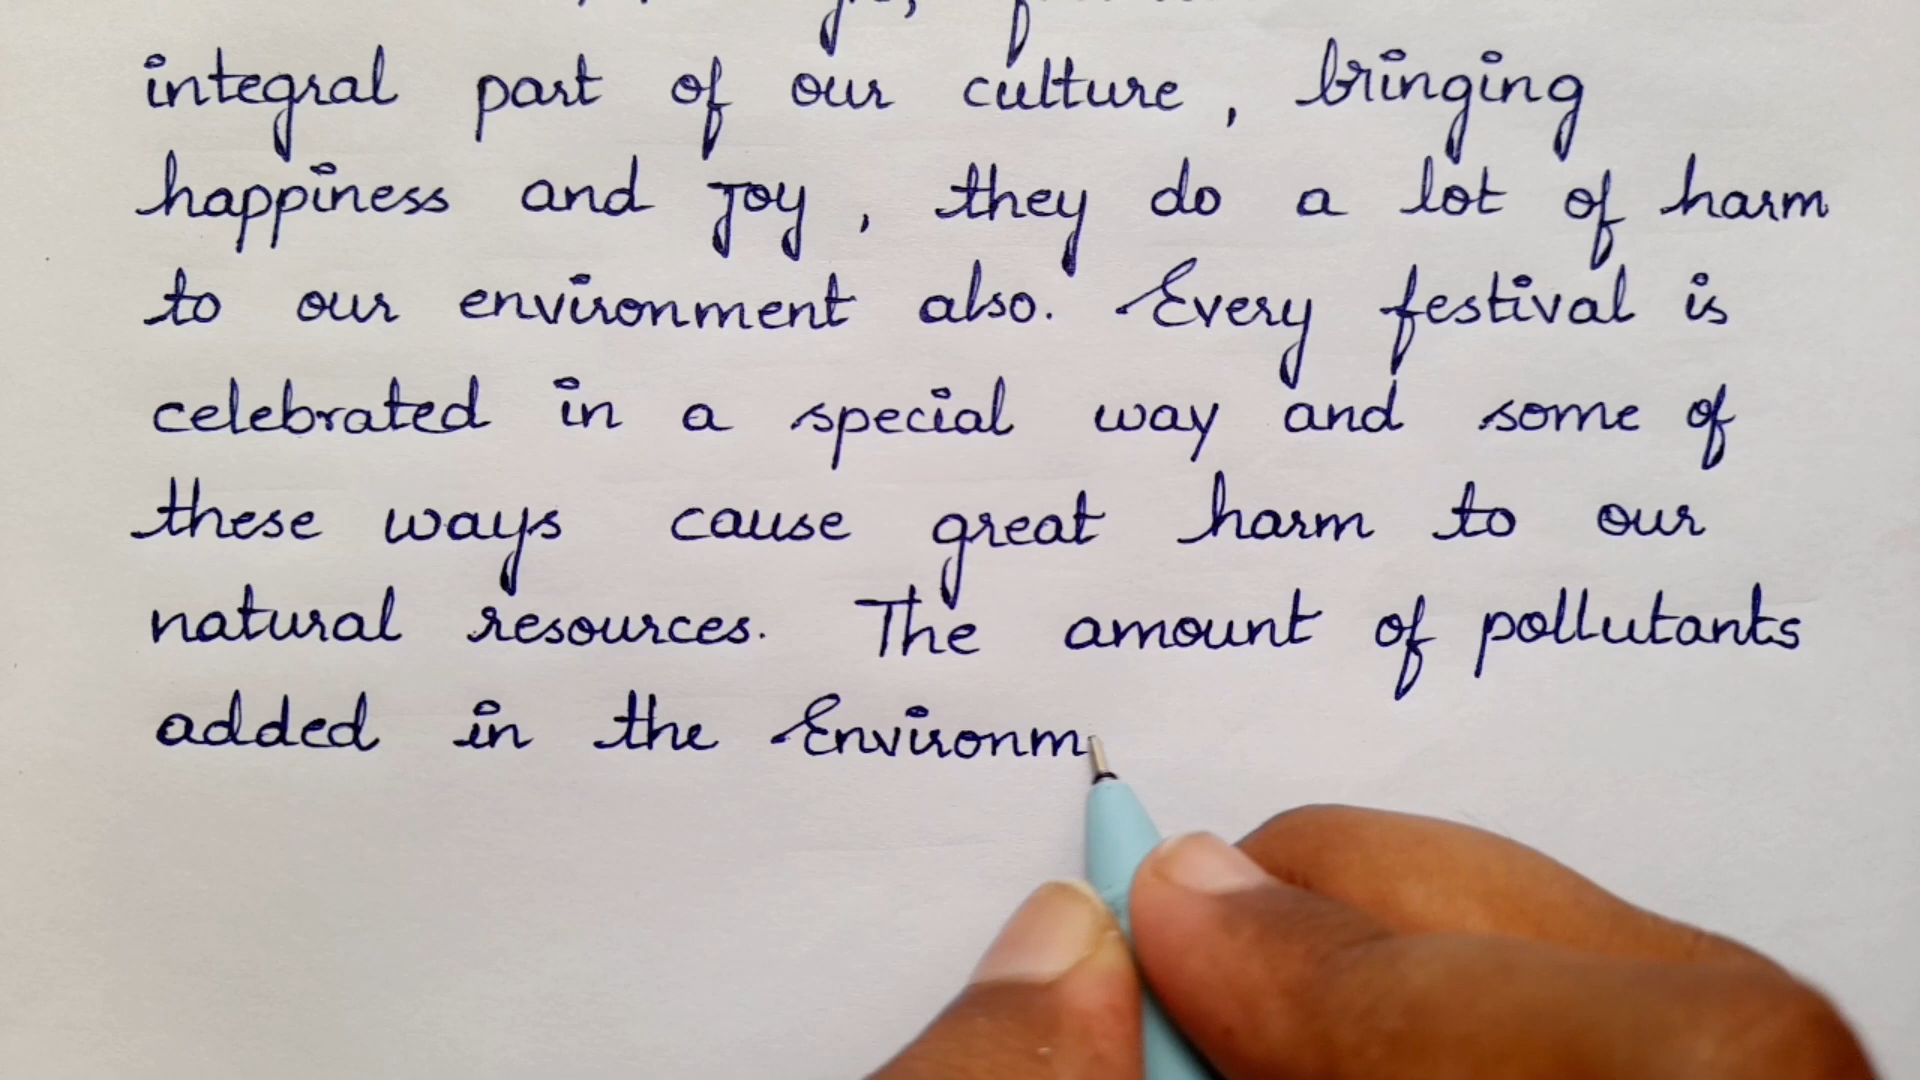 integral part of our culture, bringing
happiness and Joy, they do a lot of harm
to our environment also. Every festival is
celebrated in a special way and some of
these ways cause great harm to our
natural resources. The amount of pollutants
added in the Environm